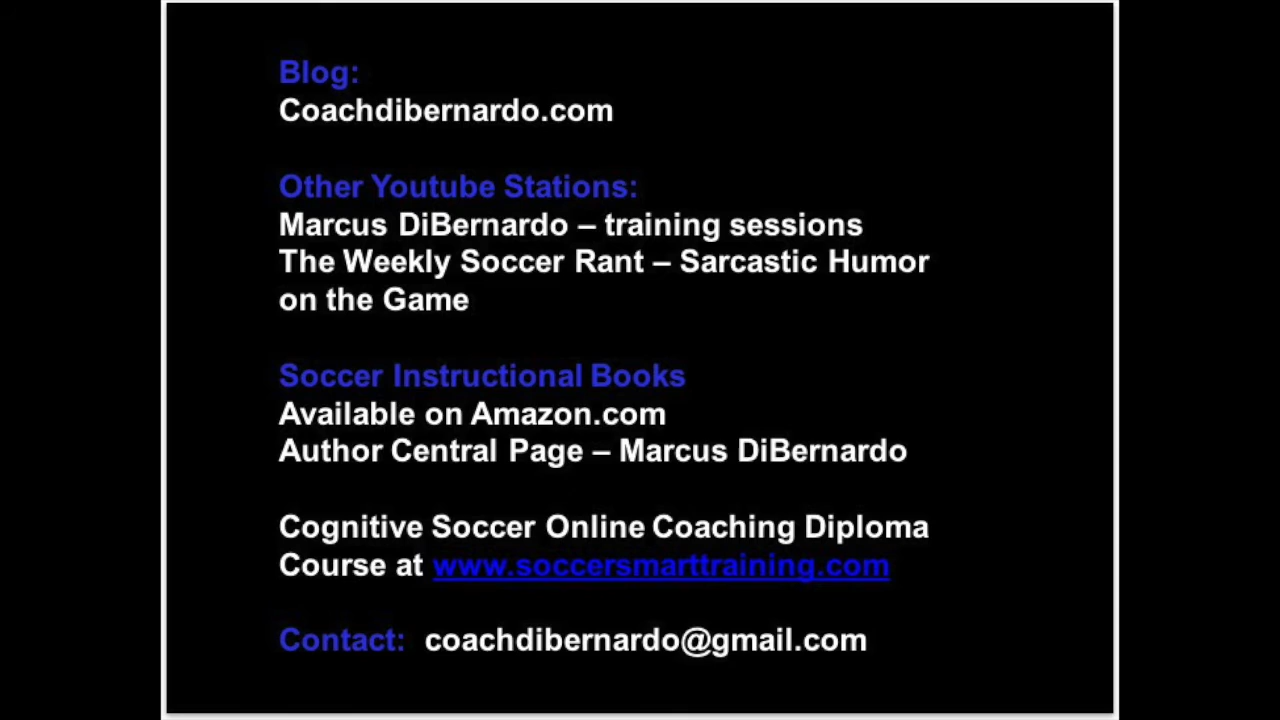 Blog:
Coachdibernardo.com
Other Youtube Stations:
Marcus DiBernardo – training sessions
The Weekly Soccer Rant – Sarcastic Humor
on the Game
Soccer Instructional Books
Available on Amazon.com
Author Central Page – Marcus DiBernardo
Cognitive Soccer Online Coaching Diploma
Course at www.soccersmarttraining.com
Contact: coachdibernardo@gmail.com